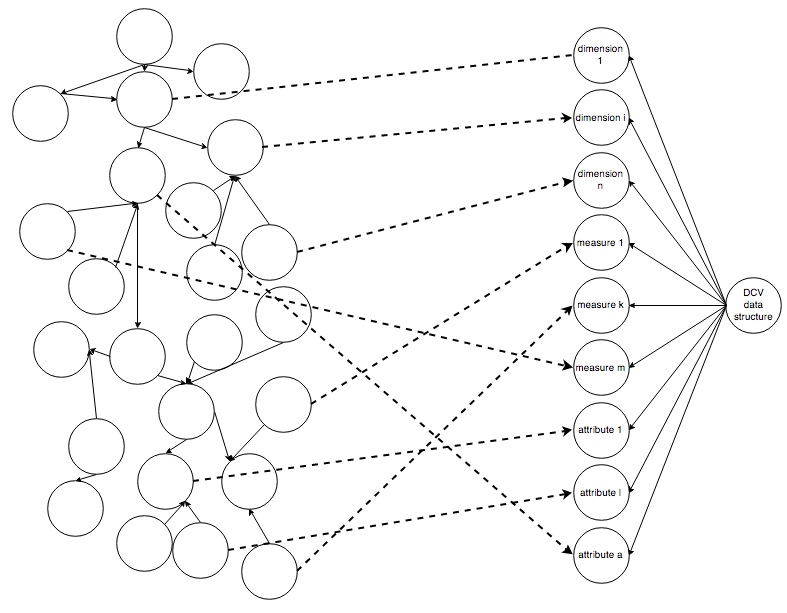 dimension
1
dimension i
dimension
n
measure 1
measure k
measure m
attribute 1
attribute l
attribute a
DCV
data
structure